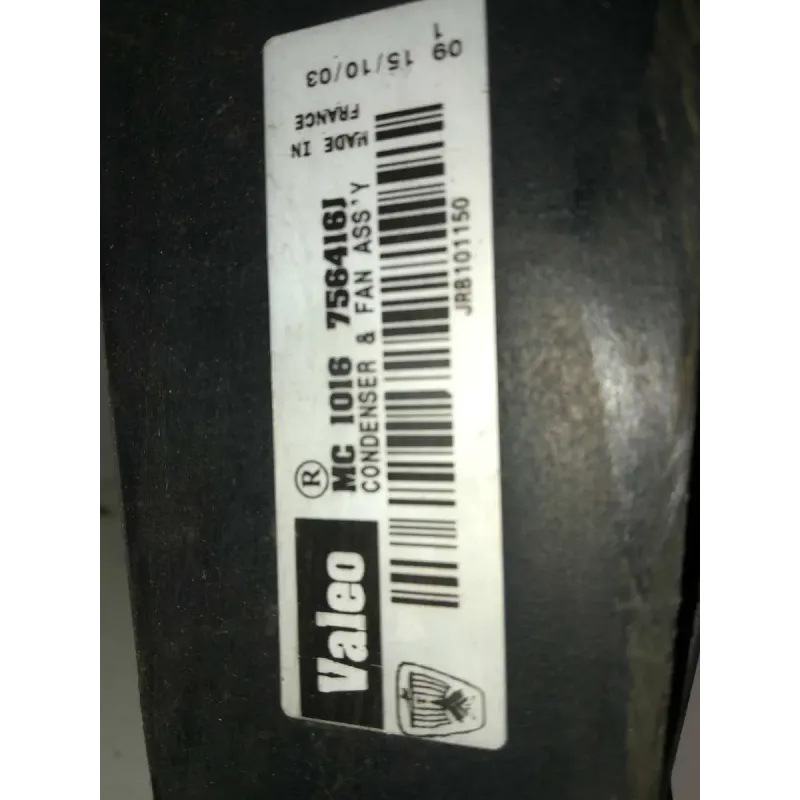 Valeo ®
MC 1016 756416J
CONDENSER & FAN ASS'Y
JRB101150
MADE IN
FRANCE
15/10/03
09
1